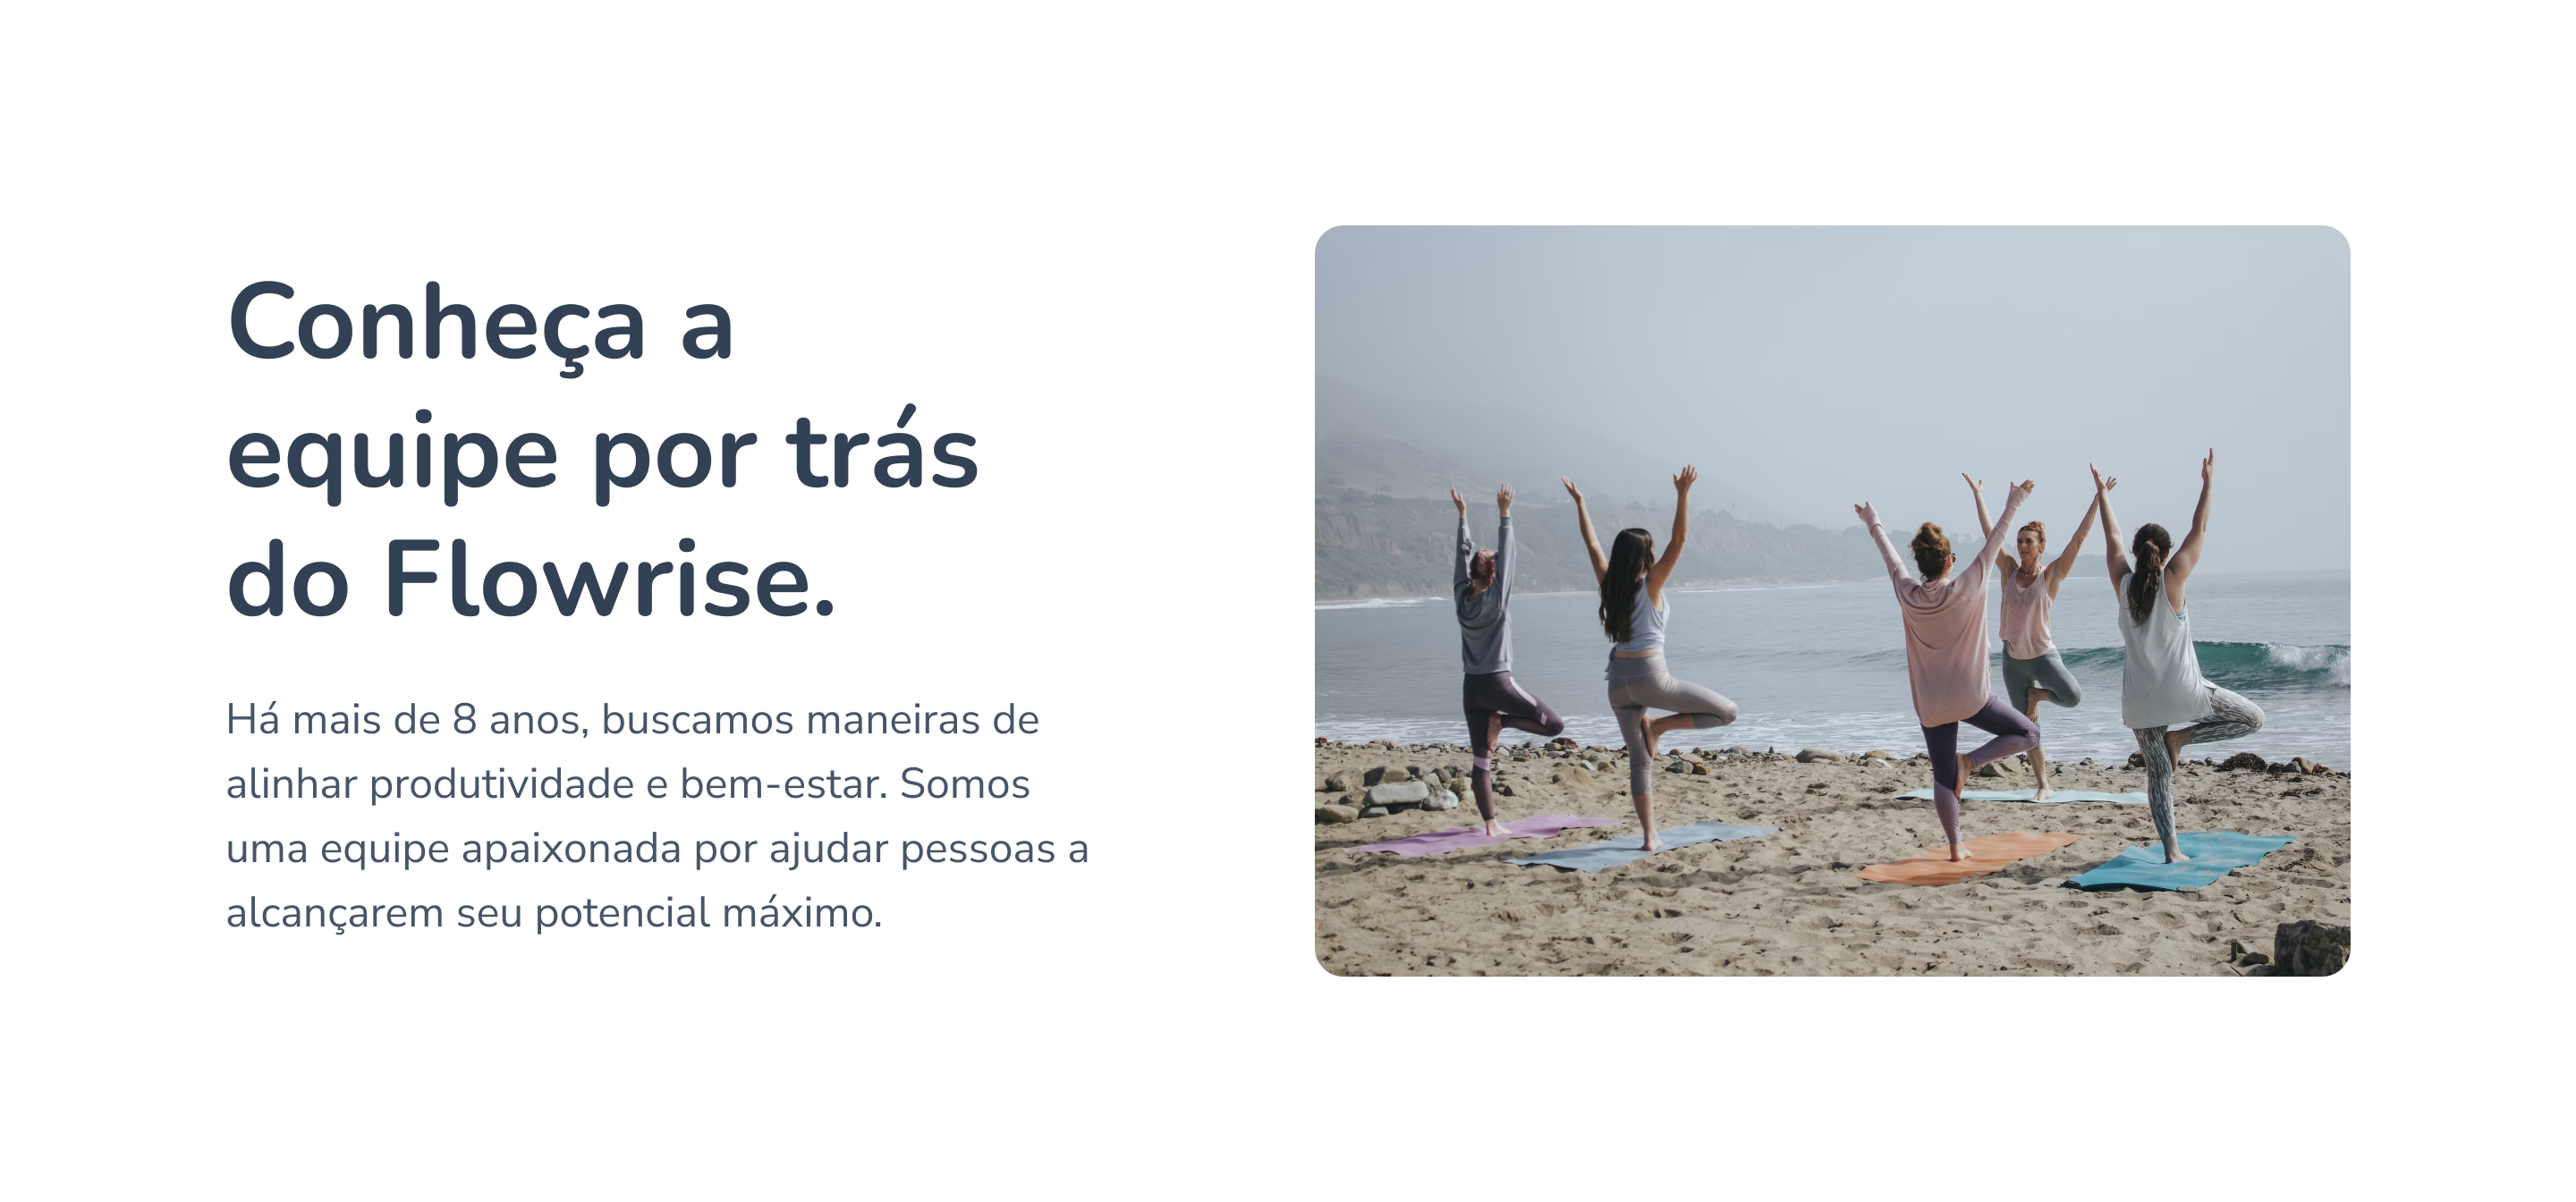 Conheça a
equipe por trás
do Flowrise.
Há mais de 8 anos, buscamos maneiras de
alinhar produtividade e bem-estar. Somos
uma equipe apaixonada por ajudar pessoas a
alcançarem seu potencial máximo.